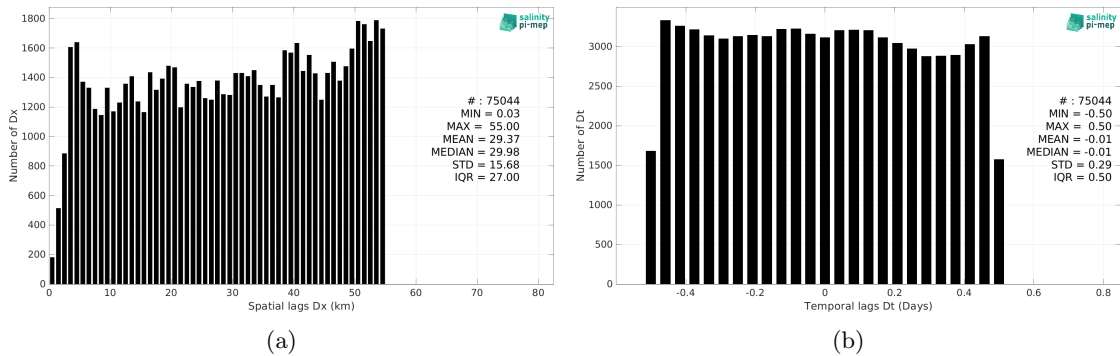 1800
1600
1400
1200
1000
800
600
400
200
0
Number of Dx
salinity
pi-mep
# : 75044
MIN = 0.03
MAX = 55.00
MEAN = 29.37
MEDIAN = 29.98
STD = 15.68
IQR = 27.00
0 10 20 30 40 50 60 70 80
Spatial lags Dx (km)
(a)
3000
2500
2000
1500
1000
500
0
Number of Dt
salinity
pi-mep
# : 75044
MIN = -0.50
MAX = 0.50
MEAN = -0.01
MEDIAN = -0.01
STD = 0.29
IQR = 0.50
-0.4 -0.2 0 0.2 0.4 0.6 0.8
Temporal lags Dt (Days)
(b)